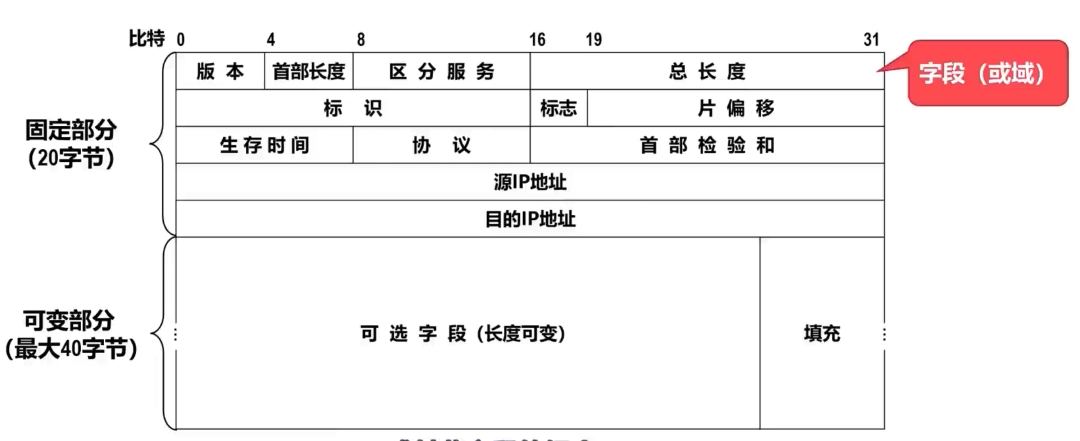 比特 0 4 8 16 19 31
版本 首部长度 区分服务 总长度
字段（或域）
标识 标志 片偏移
固定部分
(20字节)
生存时间 协议 首部检验和
源IP地址
目的IP地址
可变部分
(最大40字节)
可选字段 (长度可变) 填充